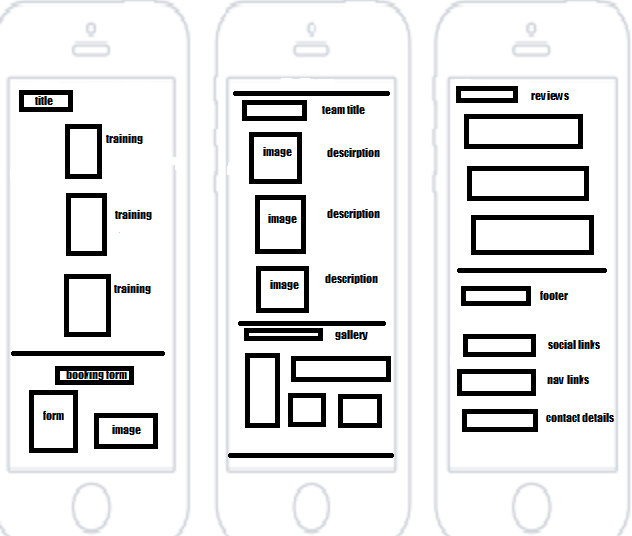 title
training
training
training
booking form
form
image
team title
image
descirption
image
description
image
description
gallery
reviews
footer
social links
nav links
contact details